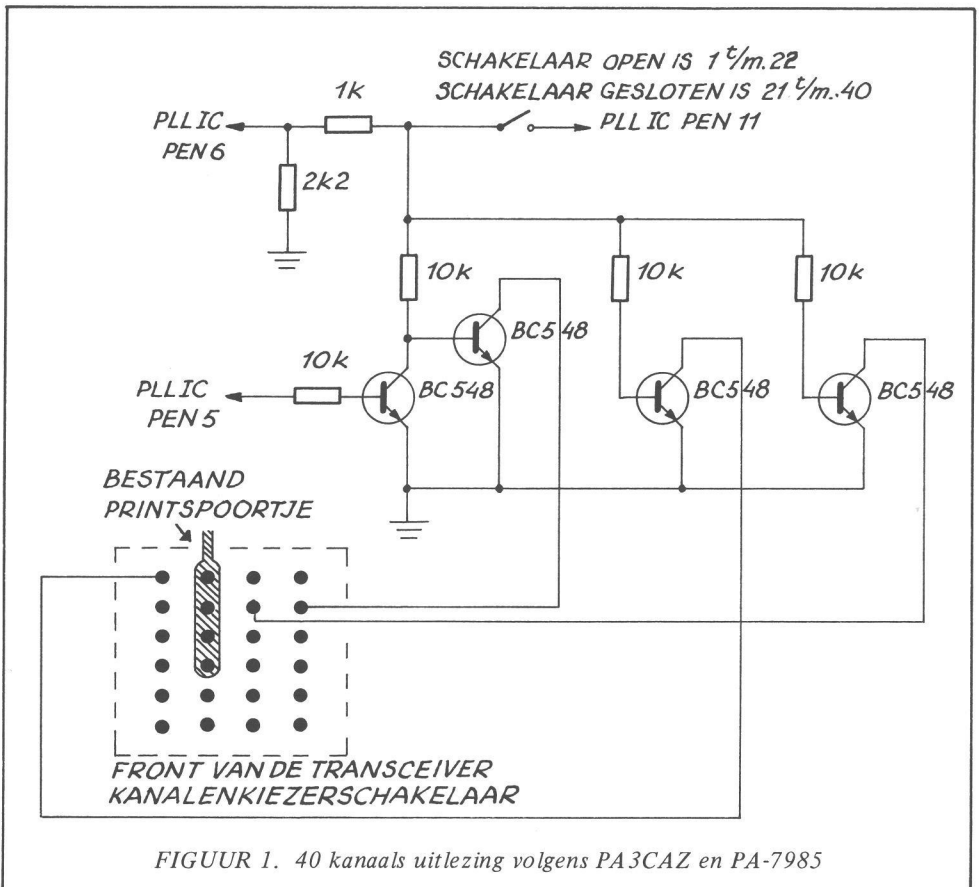 SCHAKELAAR OPEN IS 1 t/m. 22
SCHAKELAAR GESLOTEN IS 21 t/m. 40
1k
PLL IC
PEN 6
PLL IC PEN 11
2k2
10k
10k
10k
BC548
10k
BC548
BC548
BC548
PLL IC
PEN 5
BESTAAND
PRINTSPOORTJE
FRONT VAN DE TRANSCEIVER
KANALENKIEZERSCHAKELAAR
FIGUUR 1. 40 kanaals uitlezing volgens PA3CAZ en PA-7985